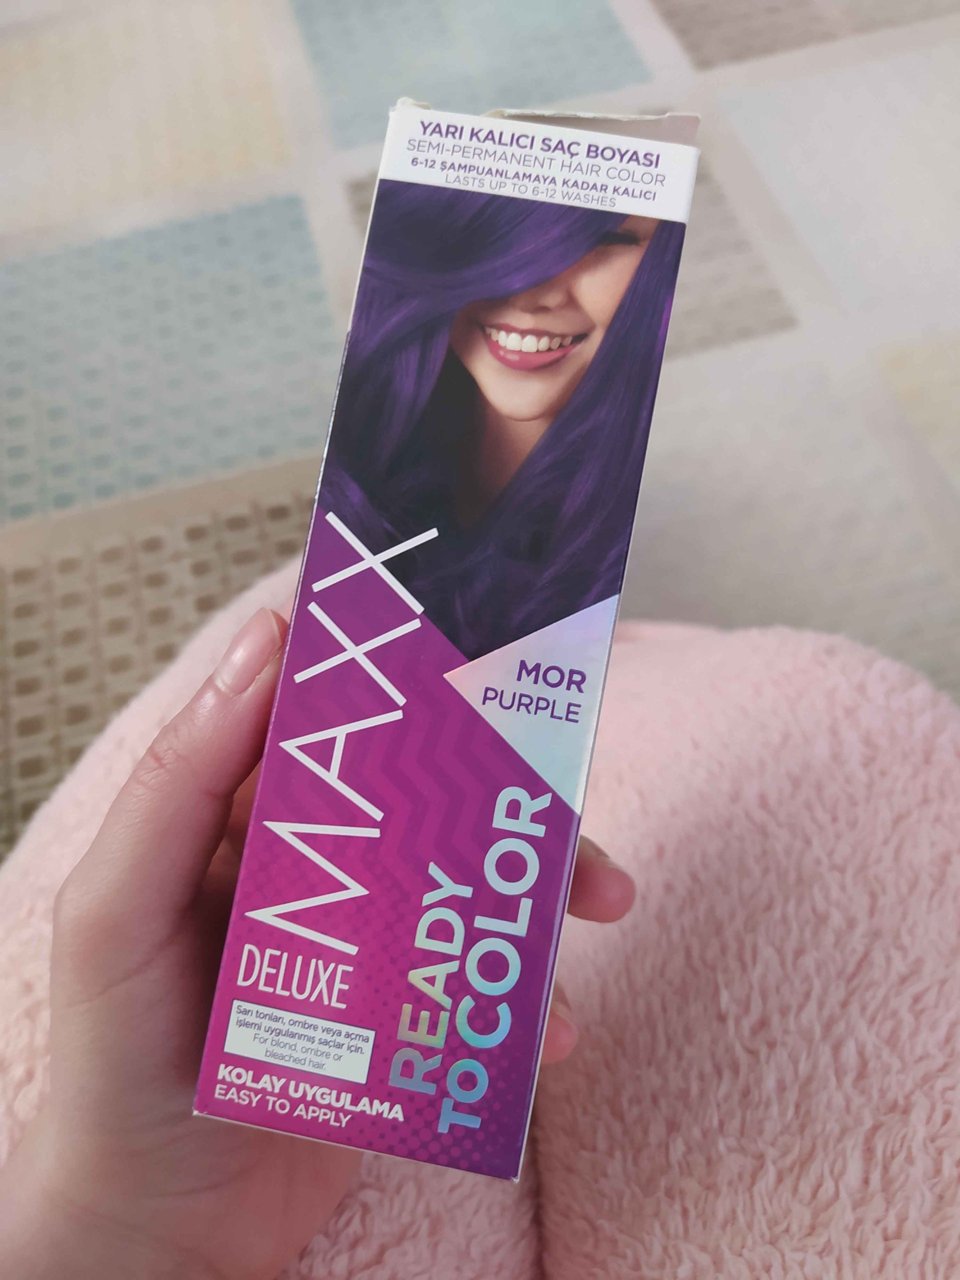 YARI KALICI SAÇ BOYASI
SEMI-PERMANENT HAIR COLOR
6-12 ŞAMPUANLAMAYA KADAR KALICI
LASTS UP TO 6-12 WASHES
MOR
PURPLE
MAXX
DELUXE
READY
TO COLOR
Sarı tonları, ombre veya açma
işlemi uygulanmış saçlar için.
For blond, ombre or
bleached hair.
KOLAY UYGULAMA
EASY TO APPLY